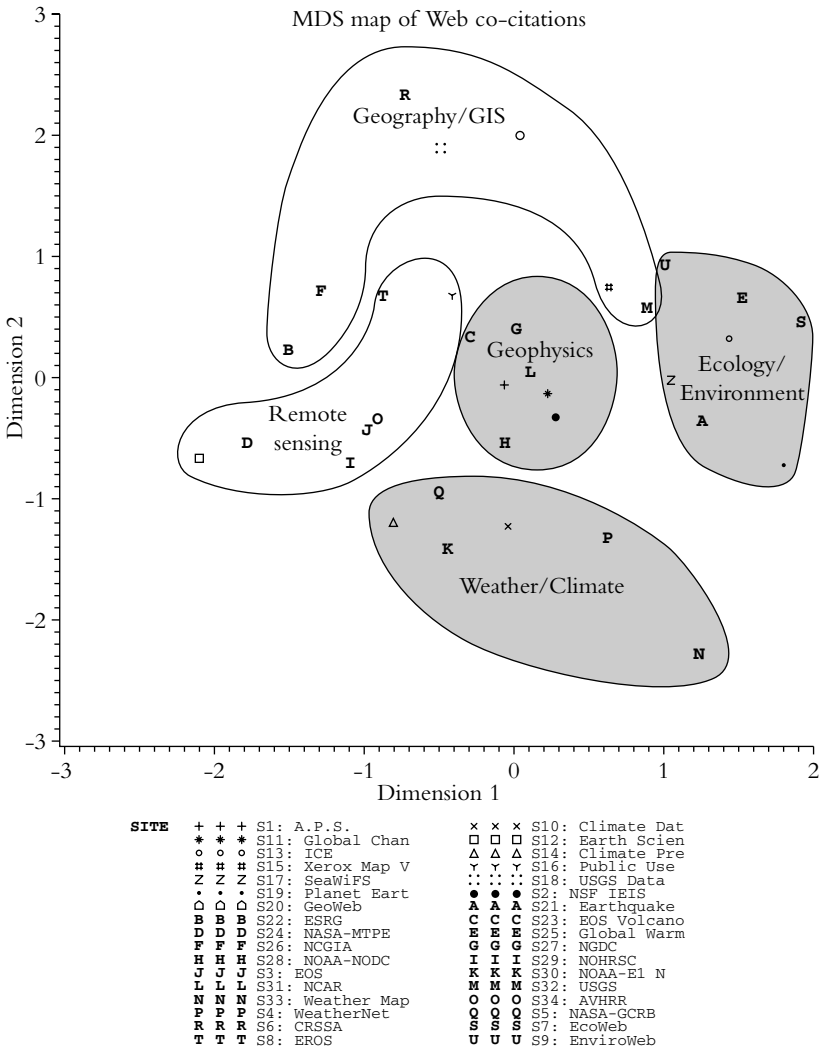 MDS map of Web co-citations
3
2
1
0
-1
-2
-3
Dimension 2
R
Geography/GIS
U
F
T
M
E
S
B
C
G
Geophysics
L
Ecology/
Environment
Z
A
Remote
sensing
O
J
D
I
H
Q
K
P
Weather/Climate
N
-3 -2 -1 0 1 2
Dimension 1
SITE + + + S1: A.P.S. × × × S10: Climate Dat
* * * S11: Global Chan □ □ □ S12: Earth Scien
o o o S13: ICE △ △ △ S14: Climate Pre
# # # S15: Xerox Map V Y Y Y S16: Public Use
Z Z Z S17: SeaWiFS :: :: :: S18: USGS Data
• • • S19: Planet Eart ● ● ● S2: NSF IEIS
⌂ ⌂ ⌂ S20: GeoWeb A A A S21: Earthquake
B B B S22: ESRG C C C S23: EOS Volcano
D D D S24: NASA-MTPE E E E S25: Global Warm
F F F S26: NCGIA G G G S27: NGDC
H H H S28: NOAA-NODC I I I S29: NOHRSC
J J J S3: EOS K K K S30: NOAA-E1 N
L L L S31: NCAR M M M S32: USGS
N N N S33: Weather Map O O O S34: AVHRR
P P P S4: WeatherNet Q Q Q S5: NASA-GCRB
R R R S6: CRSSA S S S S7: EcoWeb
T T T S8: EROS U U U S9: EnviroWeb